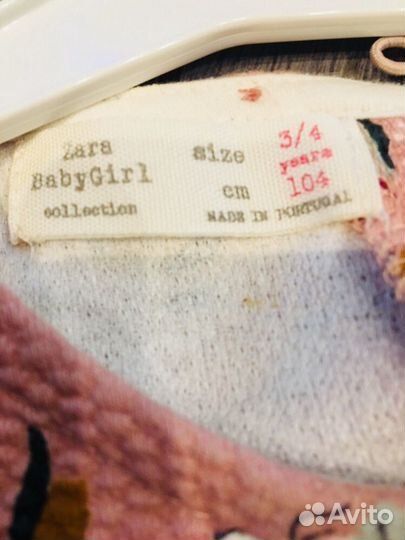 Zara
BabyGirl
collection
size
cm
3/4
years
104
MADE IN PORTUGAL
Avito